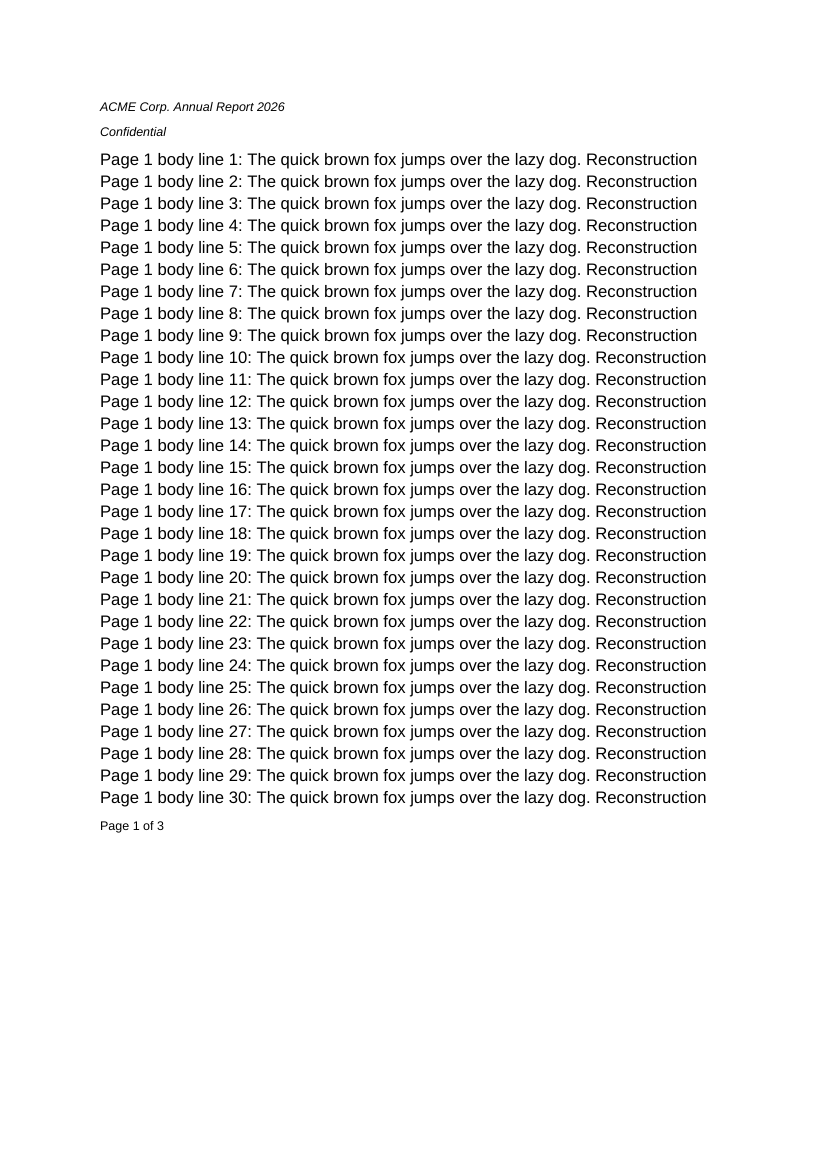 ACME Corp. Annual Report 2026
Confidential
Page 1 body line 1: The quick brown fox jumps over the lazy dog. Reconstruction
Page 1 body line 2: The quick brown fox jumps over the lazy dog. Reconstruction
Page 1 body line 3: The quick brown fox jumps over the lazy dog. Reconstruction
Page 1 body line 4: The quick brown fox jumps over the lazy dog. Reconstruction
Page 1 body line 5: The quick brown fox jumps over the lazy dog. Reconstruction
Page 1 body line 6: The quick brown fox jumps over the lazy dog. Reconstruction
Page 1 body line 7: The quick brown fox jumps over the lazy dog. Reconstruction
Page 1 body line 8: The quick brown fox jumps over the lazy dog. Reconstruction
Page 1 body line 9: The quick brown fox jumps over the lazy dog. Reconstruction
Page 1 body line 10: The quick brown fox jumps over the lazy dog. Reconstruction
Page 1 body line 11: The quick brown fox jumps over the lazy dog. Reconstruction
Page 1 body line 12: The quick brown fox jumps over the lazy dog. Reconstruction
Page 1 body line 13: The quick brown fox jumps over the lazy dog. Reconstruction
Page 1 body line 14: The quick brown fox jumps over the lazy dog. Reconstruction
Page 1 body line 15: The quick brown fox jumps over the lazy dog. Reconstruction
Page 1 body line 16: The quick brown fox jumps over the lazy dog. Reconstruction
Page 1 body line 17: The quick brown fox jumps over the lazy dog. Reconstruction
Page 1 body line 18: The quick brown fox jumps over the lazy dog. Reconstruction
Page 1 body line 19: The quick brown fox jumps over the lazy dog. Reconstruction
Page 1 body line 20: The quick brown fox jumps over the lazy dog. Reconstruction
Page 1 body line 21: The quick brown fox jumps over the lazy dog. Reconstruction
Page 1 body line 22: The quick brown fox jumps over the lazy dog. Reconstruction
Page 1 body line 23: The quick brown fox jumps over the lazy dog. Reconstruction
Page 1 body line 24: The quick brown fox jumps over the lazy dog. Reconstruction
Page 1 body line 25: The quick brown fox jumps over the lazy dog. Reconstruction
Page 1 body line 26: The quick brown fox jumps over the lazy dog. Reconstruction
Page 1 body line 27: The quick brown fox jumps over the lazy dog. Reconstruction
Page 1 body line 28: The quick brown fox jumps over the lazy dog. Reconstruction
Page 1 body line 29: The quick brown fox jumps over the lazy dog. Reconstruction
Page 1 body line 30: The quick brown fox jumps over the lazy dog. Reconstruction
Page 1 of 3